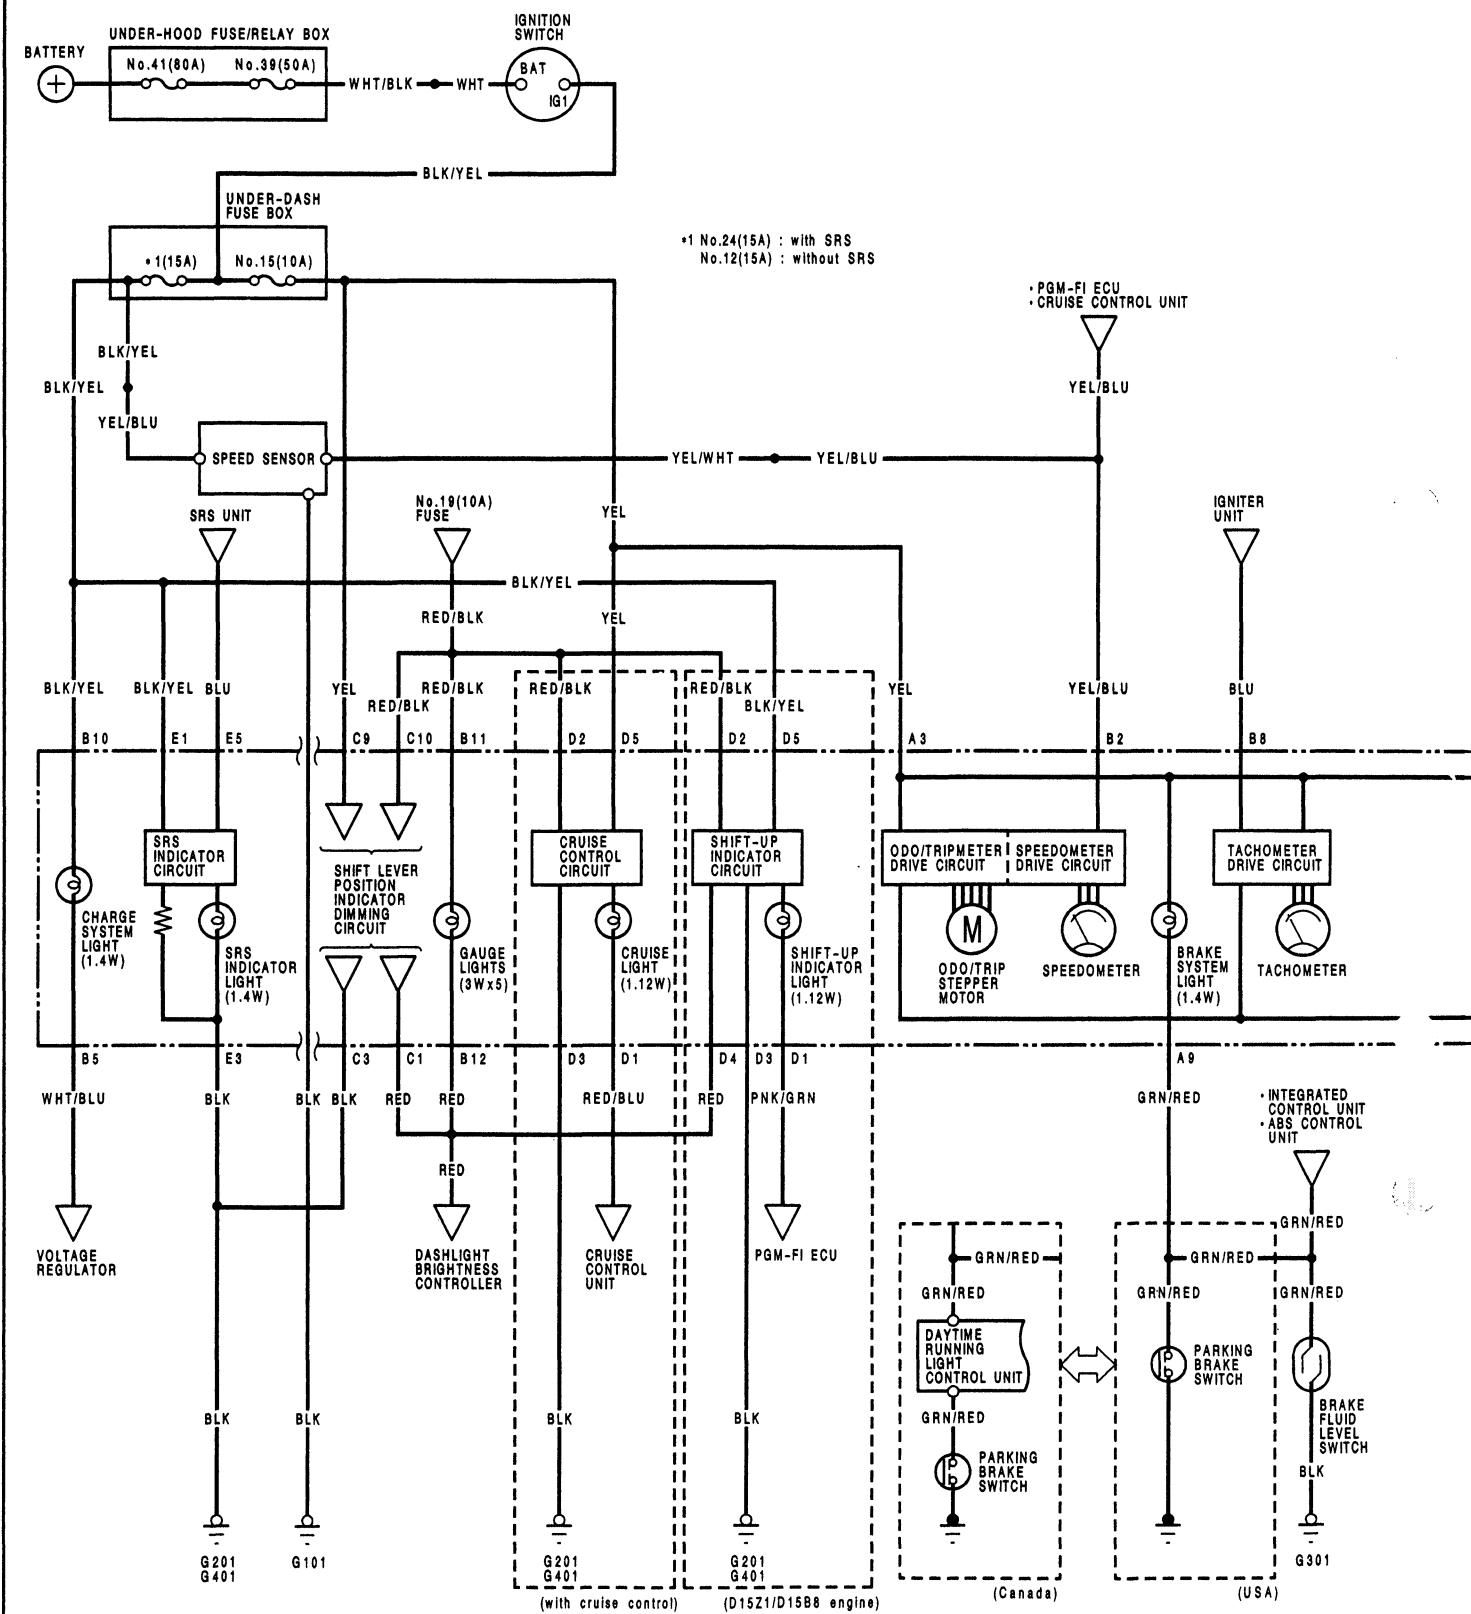 UNDER-HOOD FUSE/RELAY BOX
IGNITION
SWITCH
BATTERY
No.41(80A) No.39(50A)
WHT/BLK
WHT
BAT
IG1
BLK/YEL
UNDER-DASH
FUSE BOX
*1(15A) No.15(10A)
*1 No.24(15A) : with SRS
No.12(15A) : without SRS
• PGM-FI ECU
• CRUISE CONTROL UNIT
BLK/YEL
BLK/YEL
YEL/BLU
YEL/BLU
SPEED SENSOR
YEL/WHT
YEL/BLU
SRS UNIT
No.19(10A)
FUSE
YEL
IGNITER
UNIT
BLK/YEL
RED/BLK
YEL
BLK/YEL
BLK/YEL
BLU
YEL
RED/BLK
RED/BLK
RED/BLK
RED/BLK
BLK/YEL
YEL
YEL/BLU
BLU
B10 E1 E5 C9 C10 B11 D2 D5 D2 D5 A3 B2 B8
SRS
INDICATOR
CIRCUIT
SHIFT LEVER
POSITION
INDICATOR
DIMMING
CIRCUIT
CRUISE
CONTROL
CIRCUIT
SHIFT-UP
INDICATOR
CIRCUIT
ODO/TRIPMETER
DRIVE CIRCUIT
SPEEDOMETER
DRIVE CIRCUIT
TACHOMETER
DRIVE CIRCUIT
CHARGE
SYSTEM
LIGHT
(1.4W)
SRS
INDICATOR
LIGHT
(1.4W)
GAUGE
LIGHTS
(3Wx5)
CRUISE
LIGHT
(1.12W)
SHIFT-UP
INDICATOR
LIGHT
(1.12W)
M
ODO/TRIP
STEPPER
MOTOR
SPEEDOMETER
BRAKE
SYSTEM
LIGHT
(1.4W)
TACHOMETER
B5 E3 C3 C1 B12 D3 D1 D4 D3 D1 A9
WHT/BLU
BLK
BLK
BLK
RED
RED
RED/BLU
RED
PNK/GRN
GRN/RED
• INTEGRATED
CONTROL UNIT
• ABS CONTROL
UNIT
RED
VOLTAGE
REGULATOR
DASHLIGHT
BRIGHTNESS
CONTROLLER
CRUISE
CONTROL
UNIT
PGM-FI ECU
GRN/RED
GRN/RED
GRN/RED
GRN/RED
GRN/RED
GRN/RED
DAYTIME
RUNNING
LIGHT
CONTROL UNIT
PARKING
BRAKE
SWITCH
BRAKE
FLUID
LEVEL
SWITCH
BLK
BLK
BLK
BLK
GRN/RED
PARKING
BRAKE
SWITCH
BLK
G201
G401
G101
G201
G401
G201
G401
G301
(with cruise control)
(D15Z1/D15B8 engine)
(Canada)
(USA)